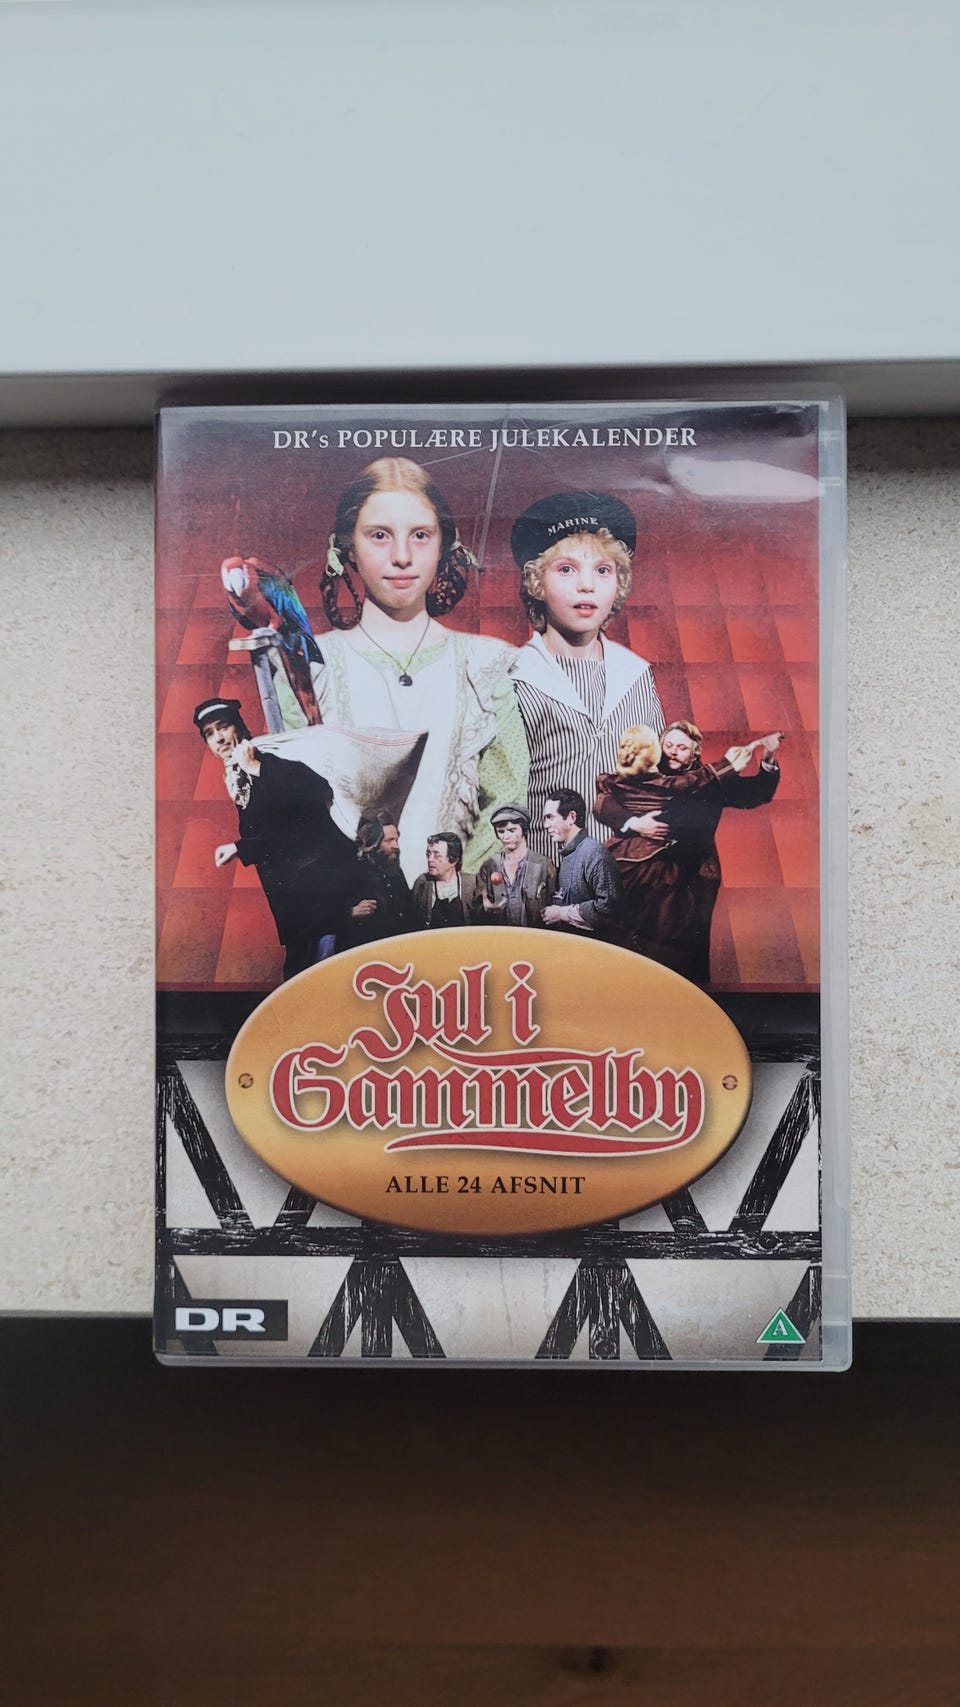 DR's POPULÆRE JULEKALENDER
MARINE
Jul i
Gammelby
ALLE 24 AFSNIT
DR
A